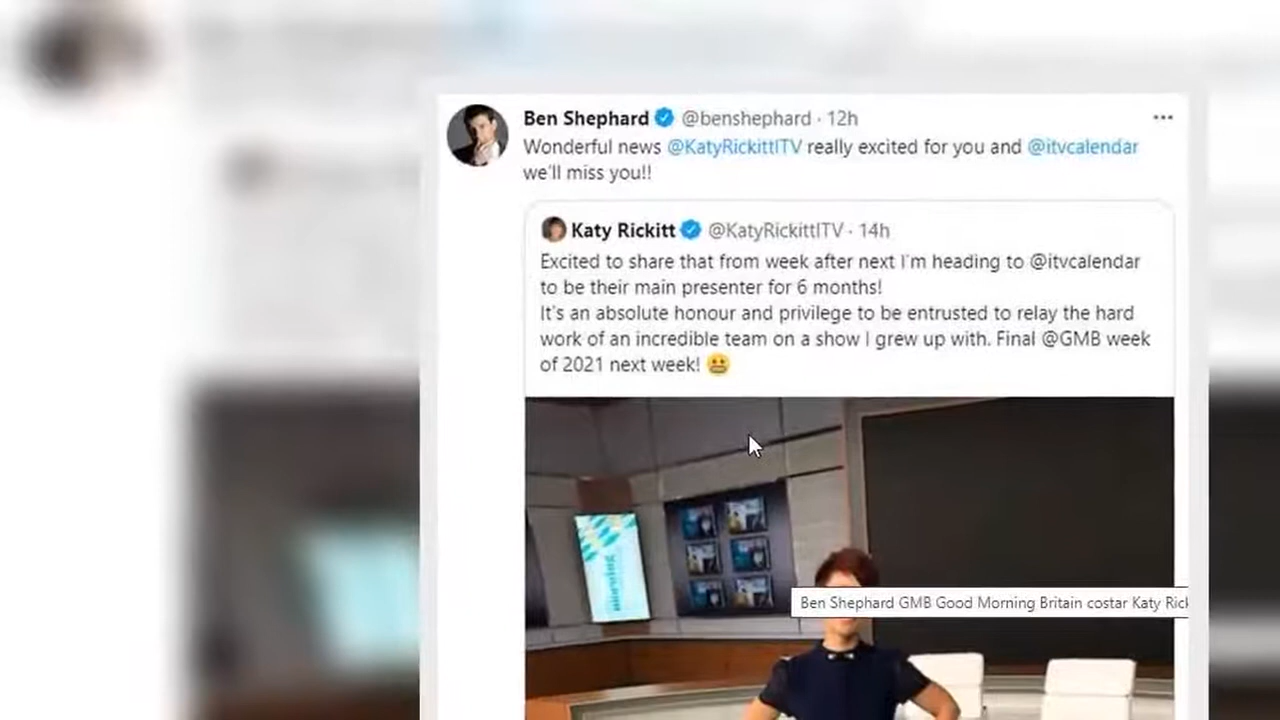 Ben Shephard @benshephard · 12h
Wonderful news @KatyRickittITV really excited for you and @itvcalendar
we'll miss you!!
Katy Rickitt @KatyRickittITV · 14h
Excited to share that from week after next I'm heading to @itvcalendar
to be their main presenter for 6 months!
It's an absolute honour and privilege to be entrusted to relay the hard
work of an incredible team on a show I grew up with. Final @GMB week
of 2021 next week! 😬
Ben Shephard GMB Good Morning Britain costar Katy Rick